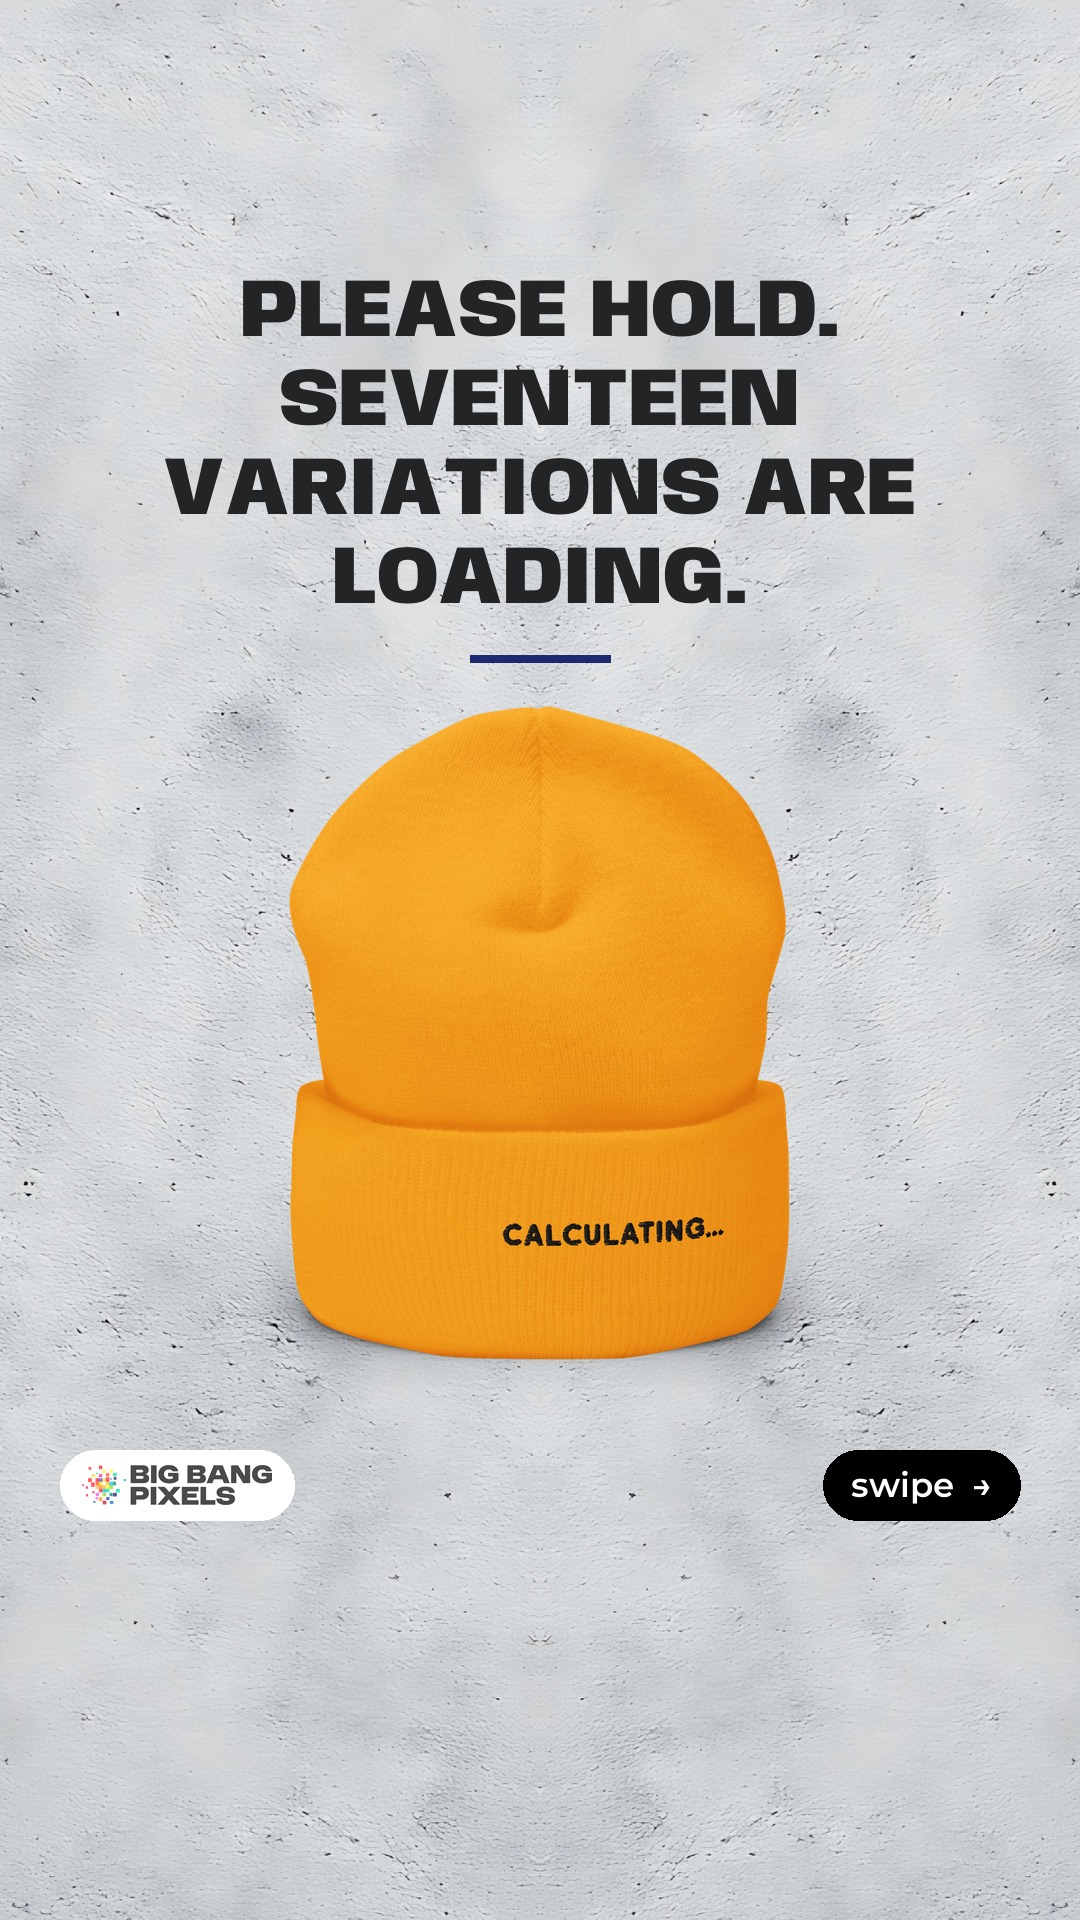 PLEASE HOLD.
SEVENTEEN
VARIATIONS ARE
LOADING.
CALCULATING...
BIG BANG
PIXELS
swipe →